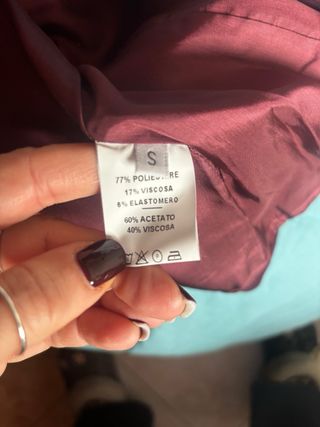 S
77% POLIESTERE
17% VISCOSA
6% ELASTOMERO
60% ACETATO
40% VISCOSA